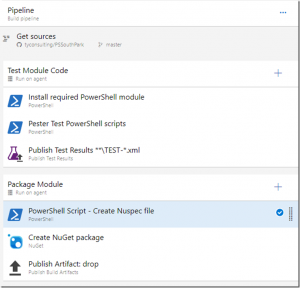 Pipeline
Build pipeline
Get sources
tyconsulting/PSSouthPark master
Test Module Code
Run on agent
Install required PowerShell module
PowerShell
Pester Test PowerShell scripts
PowerShell
Publish Test Results **\TEST-*.xml
Publish Test Results
Package Module
Run on agent
PowerShell Script - Create Nuspec file
PowerShell
Create NuGet package
NuGet
Publish Artifact: drop
Publish Build Artifacts